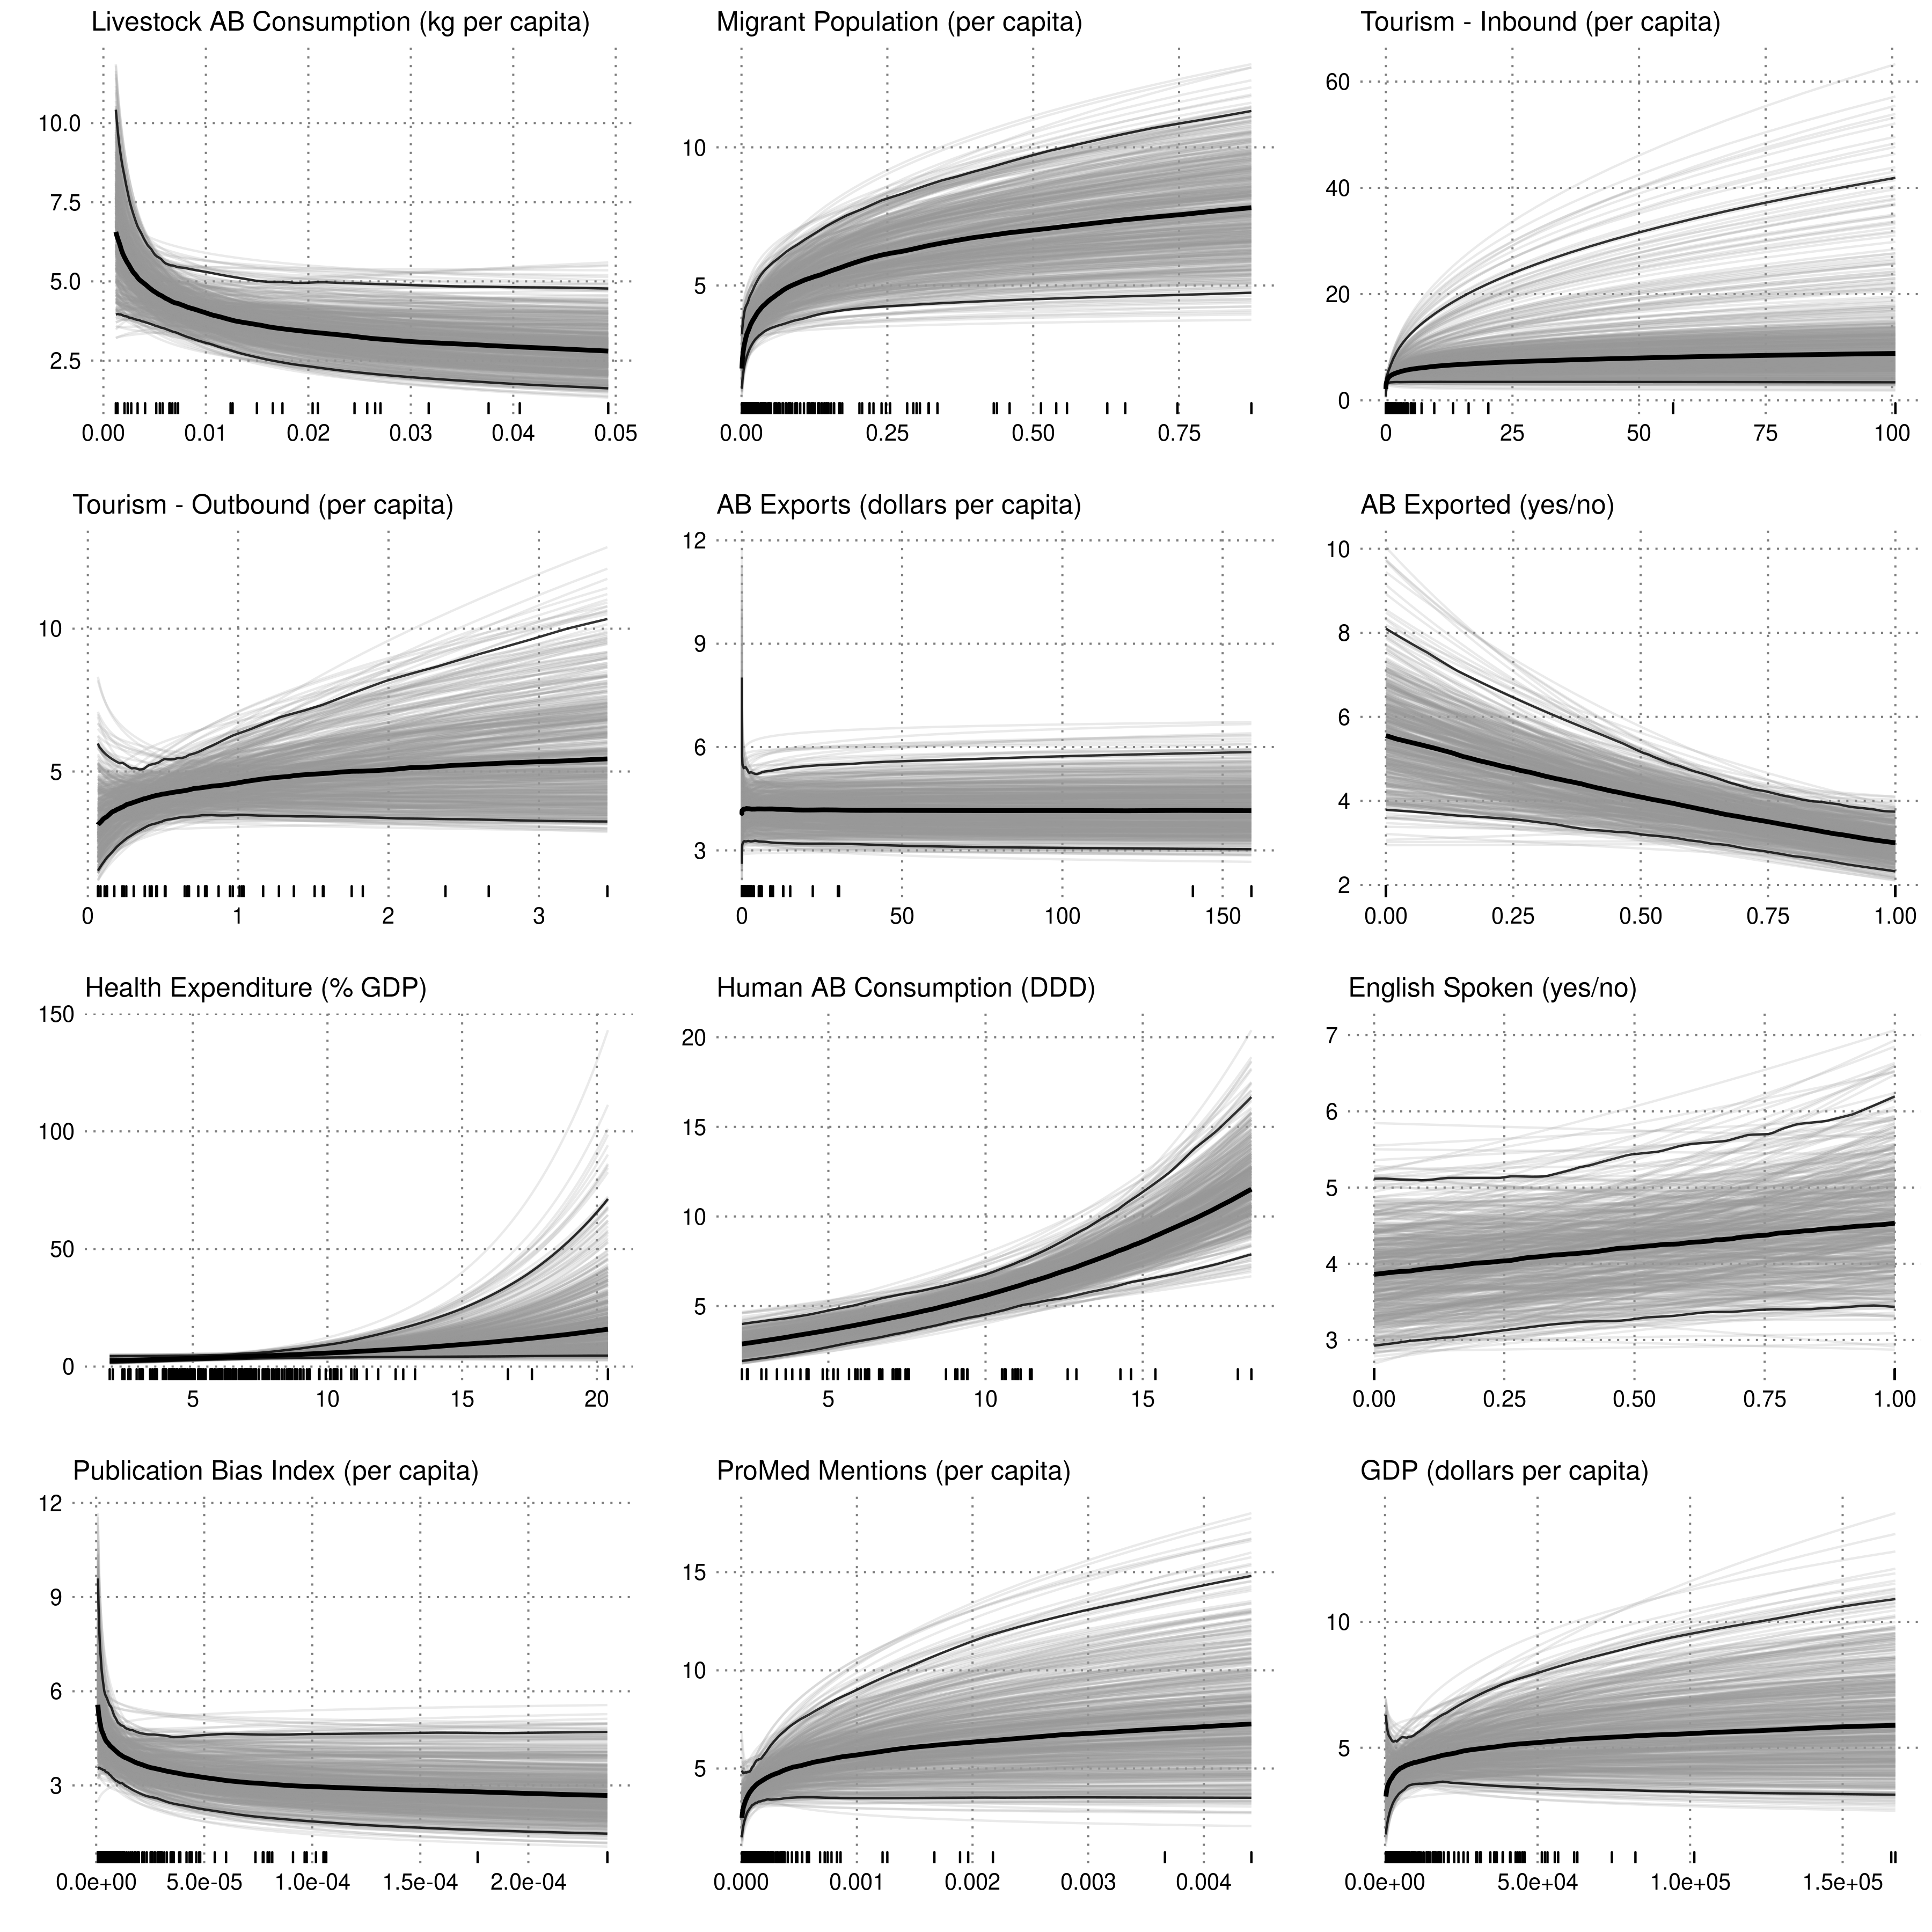 Livestock AB Consumption (kg per capita)
10.0
7.5
5.0
2.5
0.00 0.01 0.02 0.03 0.04 0.05
Migrant Population (per capita)
10
5
0.00 0.25 0.50 0.75
Tourism - Inbound (per capita)
60
40
20
0
0 25 50 75 100
Tourism - Outbound (per capita)
10
5
0 1 2 3
AB Exports (dollars per capita)
12
9
6
3
0 50 100 150
AB Exported (yes/no)
10
8
6
4
2
0.00 0.25 0.50 0.75 1.00
Health Expenditure (% GDP)
150
100
50
0
5 10 15 20
Human AB Consumption (DDD)
20
15
10
5
5 10 15
English Spoken (yes/no)
7
6
5
4
3
0.00 0.25 0.50 0.75 1.00
Publication Bias Index (per capita)
12
9
6
3
0.0e+00 5.0e-05 1.0e-04 1.5e-04 2.0e-04
ProMed Mentions (per capita)
15
10
5
0.000 0.001 0.002 0.003 0.004
GDP (dollars per capita)
10
5
0.0e+00 5.0e+04 1.0e+05 1.5e+05